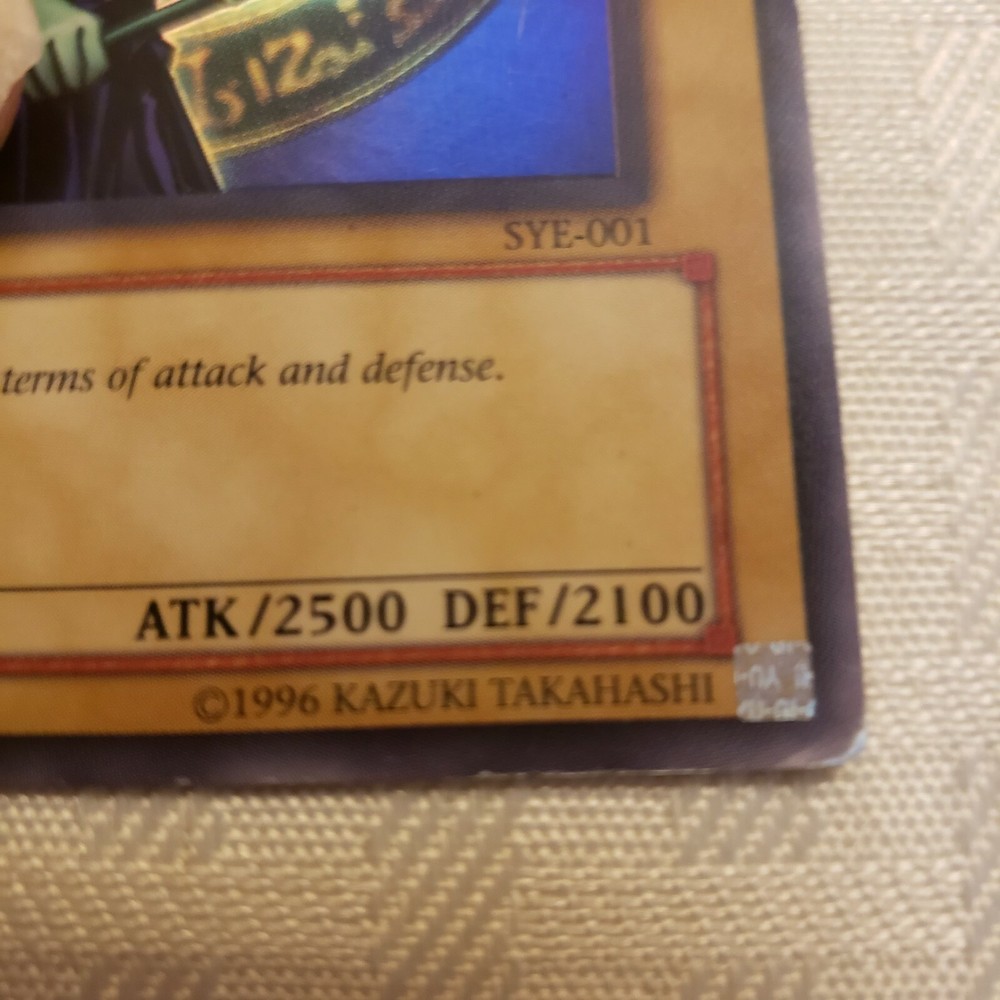 SYE-001
terms of attack and defense.
ATK/2500 DEF/2100
©1996 KAZUKI TAKAHASHI